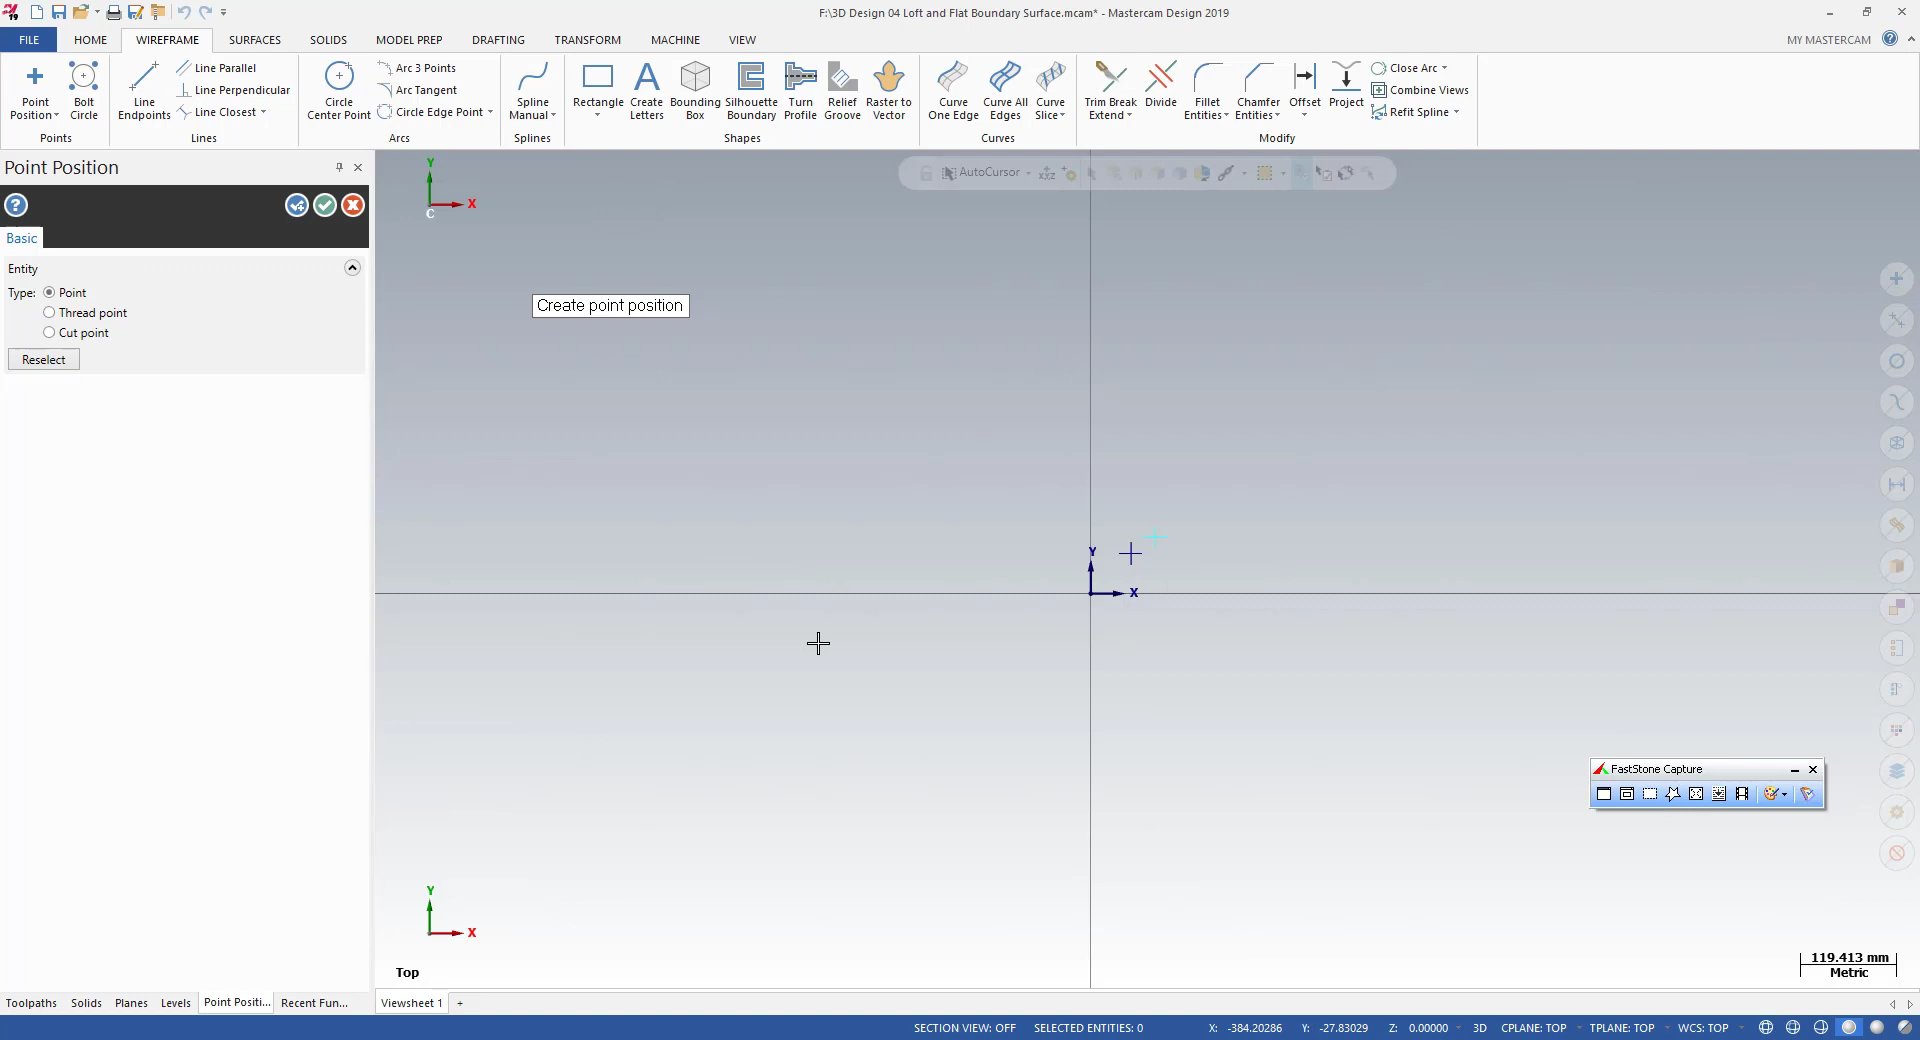 F:\3D Design 04 Loft and Flat Boundary Surface.mcam* - Mastercam Design 2019
FILE HOME WIREFRAME SURFACES SOLIDS MODEL PREP DRAFTING TRANSFORM MACHINE VIEW MY MASTERCAM
Point Position
Bolt Circle
Points
Line Endpoints
Line Parallel
Line Perpendicular
Line Closest
Lines
Circle Center Point
Arc 3 Points
Arc Tangent
Circle Edge Point
Arcs
Spline Manual
Splines
Rectangle
Create Letters
Bounding Box
Silhouette Boundary
Turn Profile
Relief Groove
Raster to Vector
Shapes
Curve One Edge
Curve All Edges
Curve Slice
Curves
Trim Break Extend
Divide
Fillet Entities
Chamfer Entities
Offset
Project
Close Arc
Combine Views
Refit Spline
Modify
Point Position
Basic
Entity
Type: Point
Thread point
Cut point
Reselect
Y
X
C
AutoCursor
Create point position
Y
X
FastStone Capture
Y
X
Top
119.413 mm
Metric
Toolpaths Solids Planes Levels Point Positi... Recent Fun... Viewsheet 1 +
SECTION VIEW: OFF SELECTED ENTITIES: 0 X: -384.20286 Y: -27.83029 Z: 0.00000 3D CPLANE: TOP TPLANE: TOP WCS: TOP